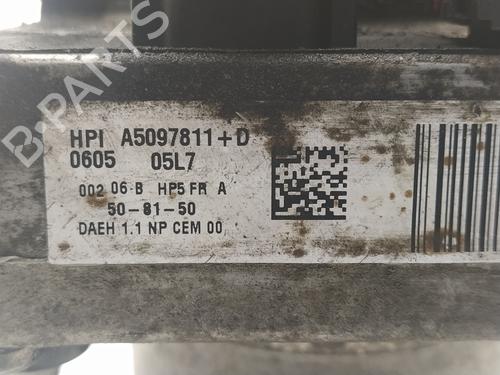 B-PARTS
HPI A5097811+D
0605 05L7
002 06-B HP5 FR A
50-81-50
DAEH 1.1 NP CEM 00